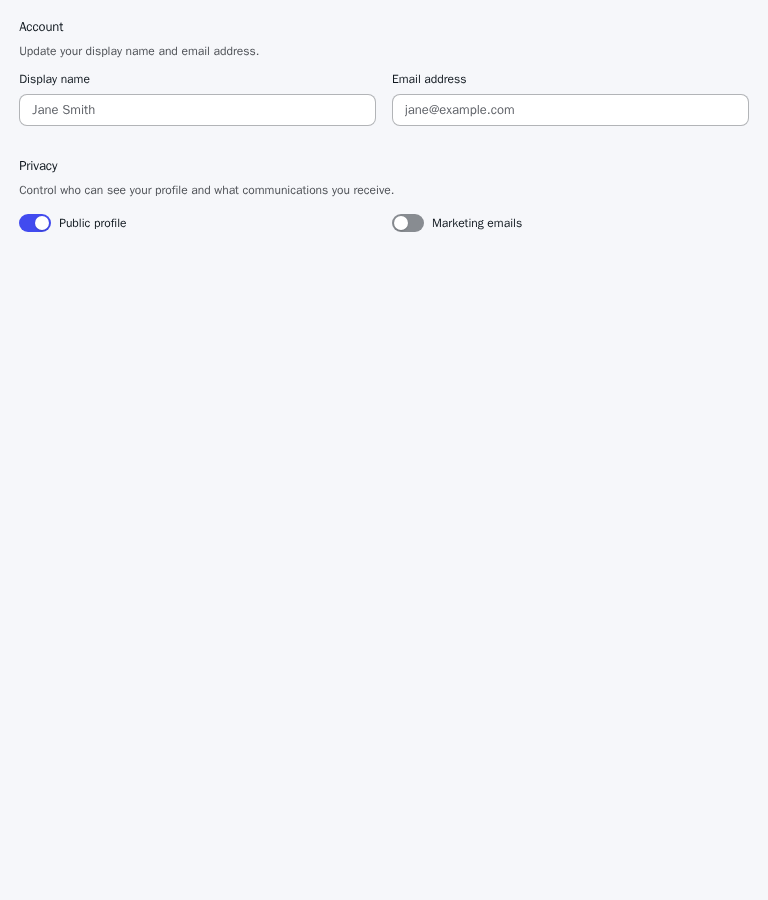 Account
Update your display name and email address.
Display name
Email address
Jane Smith
jane@example.com
Privacy
Control who can see your profile and what communications you receive.
Public profile
Marketing emails